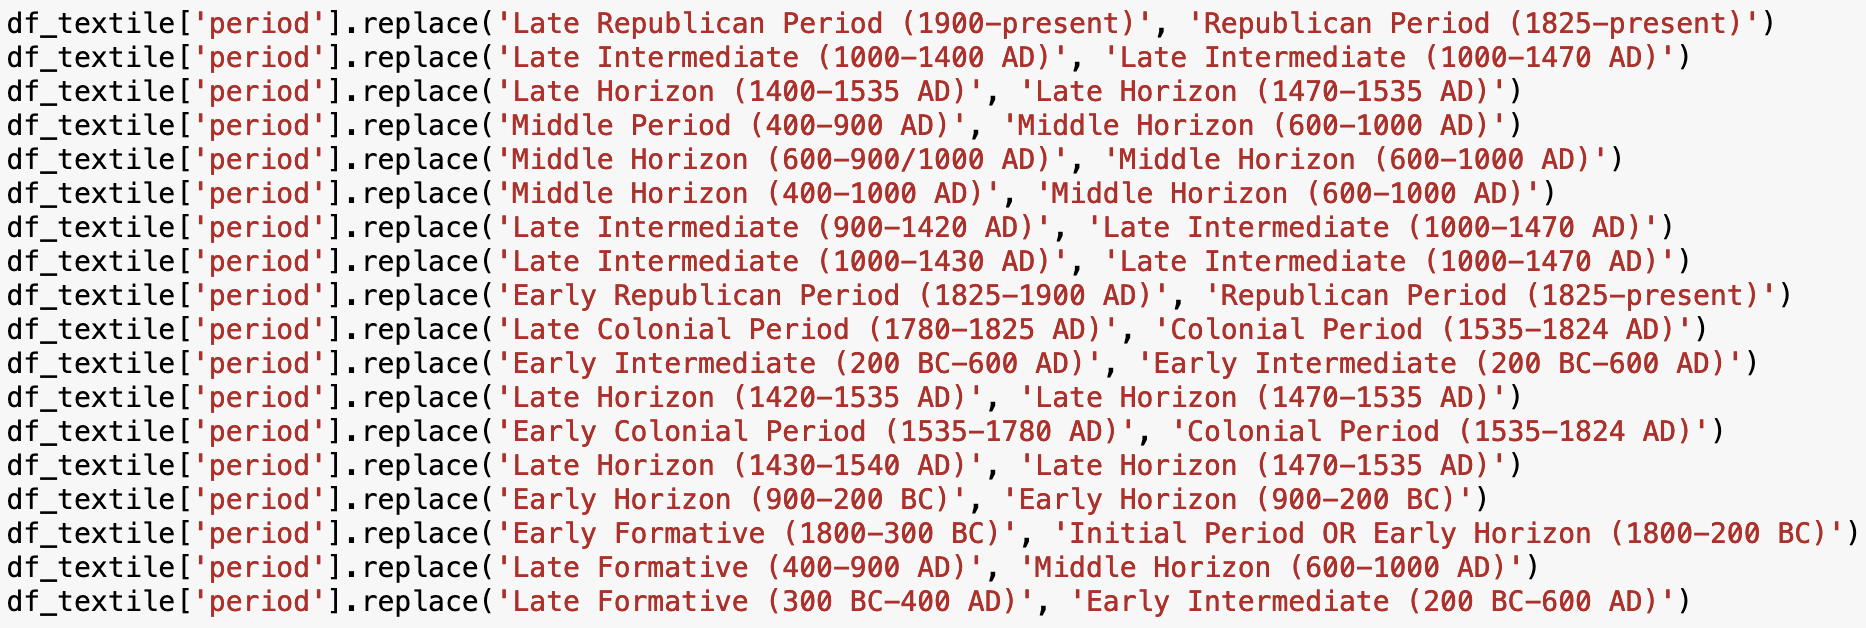 df_textile['period'].replace('Late Republican Period (1900-present)', 'Republican Period (1825-present)')
df_textile['period'].replace('Late Intermediate (1000-1400 AD)', 'Late Intermediate (1000-1470 AD)')
df_textile['period'].replace('Late Horizon (1400-1535 AD)', 'Late Horizon (1470-1535 AD)')
df_textile['period'].replace('Middle Period (400-900 AD)', 'Middle Horizon (600-1000 AD)')
df_textile['period'].replace('Middle Horizon (600-900/1000 AD)', 'Middle Horizon (600-1000 AD)')
df_textile['period'].replace('Middle Horizon (400-1000 AD)', 'Middle Horizon (600-1000 AD)')
df_textile['period'].replace('Late Intermediate (900-1420 AD)', 'Late Intermediate (1000-1470 AD)')
df_textile['period'].replace('Late Intermediate (1000-1430 AD)', 'Late Intermediate (1000-1470 AD)')
df_textile['period'].replace('Early Republican Period (1825-1900 AD)', 'Republican Period (1825-present)')
df_textile['period'].replace('Late Colonial Period (1780-1825 AD)', 'Colonial Period (1535-1824 AD)')
df_textile['period'].replace('Early Intermediate (200 BC-600 AD)', 'Early Intermediate (200 BC-600 AD)')
df_textile['period'].replace('Late Horizon (1420-1535 AD)', 'Late Horizon (1470-1535 AD)')
df_textile['period'].replace('Early Colonial Period (1535-1780 AD)', 'Colonial Period (1535-1824 AD)')
df_textile['period'].replace('Late Horizon (1430-1540 AD)', 'Late Horizon (1470-1535 AD)')
df_textile['period'].replace('Early Horizon (900-200 BC)', 'Early Horizon (900-200 BC)')
df_textile['period'].replace('Early Formative (1800-300 BC)', 'Initial Period OR Early Horizon (1800-200 BC)')
df_textile['period'].replace('Late Formative (400-900 AD)', 'Middle Horizon (600-1000 AD)')
df_textile['period'].replace('Late Formative (300 BC-400 AD)', 'Early Intermediate (200 BC-600 AD)')